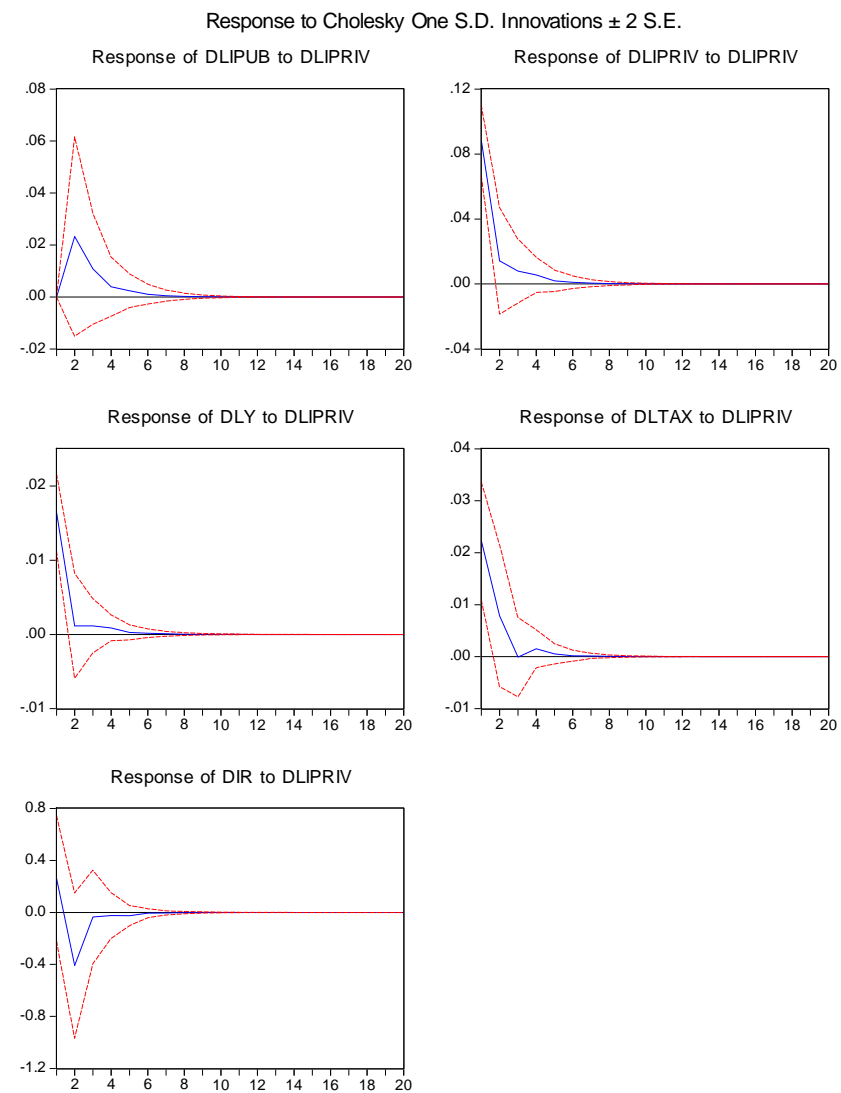 Response to Cholesky One S.D. Innovations ± 2 S.E.
Response of DLIPUB to DLIPRIV
.08
.06
.04
.02
.00
-.02
2 4 6 8 10 12 14 16 18 20
Response of DLIPRIV to DLIPRIV
.12
.08
.04
.00
-.04
2 4 6 8 10 12 14 16 18 20
Response of DLY to DLIPRIV
.02
.01
.00
-.01
2 4 6 8 10 12 14 16 18 20
Response of DLTAX to DLIPRIV
.04
.03
.02
.01
.00
-.01
2 4 6 8 10 12 14 16 18 20
Response of DIR to DLIPRIV
0.8
0.4
0.0
-0.4
-0.8
-1.2
2 4 6 8 10 12 14 16 18 20